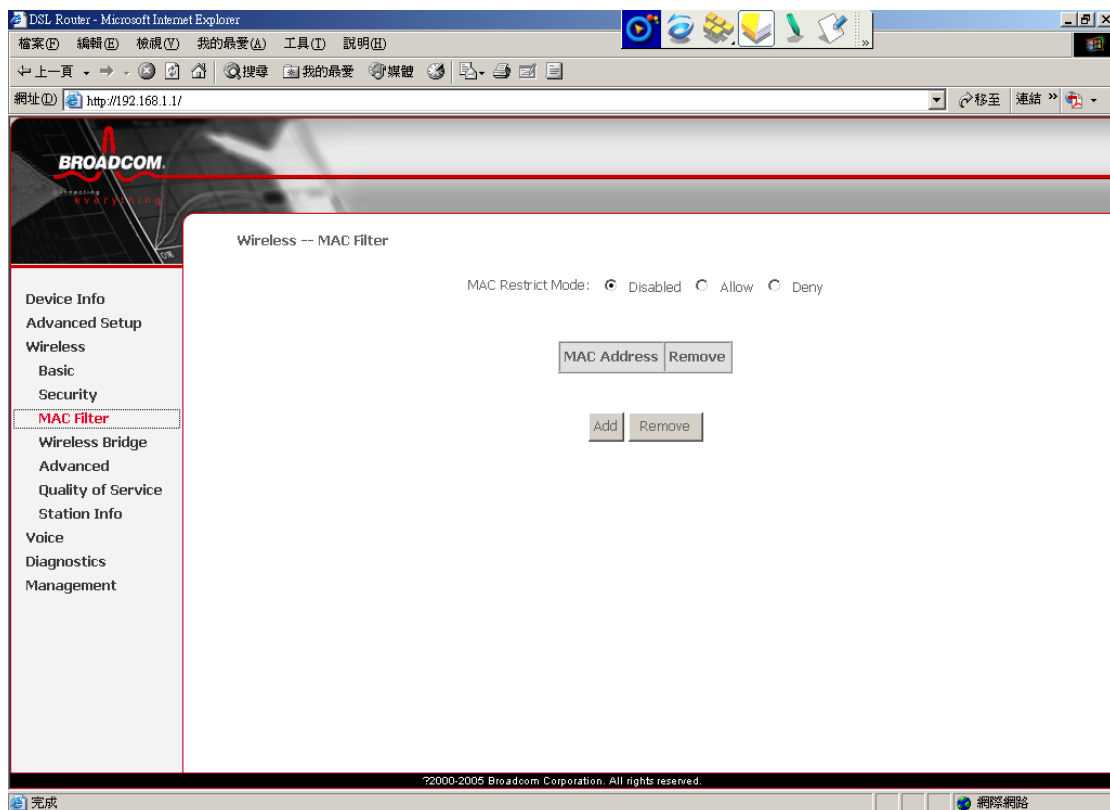 DSL Router - Microsoft Internet Explorer
檔案(F) 編輯(E) 檢視(V) 我的最愛(A) 工具(T) 說明(H)
»
上一頁 搜尋 我的最愛 媒體
網址(D) http://192.168.1.1/ 移至 連結 »
BROADCOM.
Connecting
everything
0%
Wireless -- MAC Filter
MAC Restrict Mode: Disabled Allow Deny
MAC Address Remove
Add Remove
Device Info
Advanced Setup
Wireless
Basic
Security
MAC Filter
Wireless Bridge
Advanced
Quality of Service
Station Info
Voice
Diagnostics
Management
?2000-2005 Broadcom Corporation. All rights reserved.
完成 網際網路